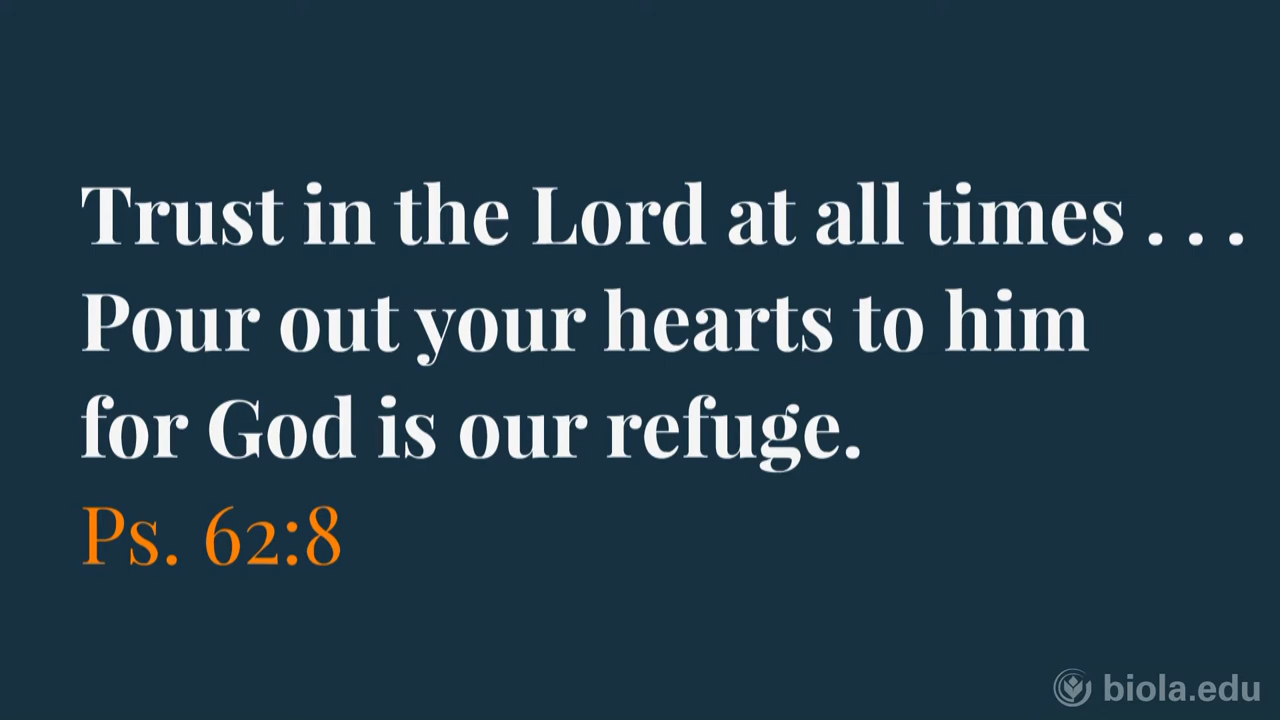 Trust in the Lord at all times . . .
Pour out your hearts to him
for God is our refuge.
Ps. 62:8
biola.edu